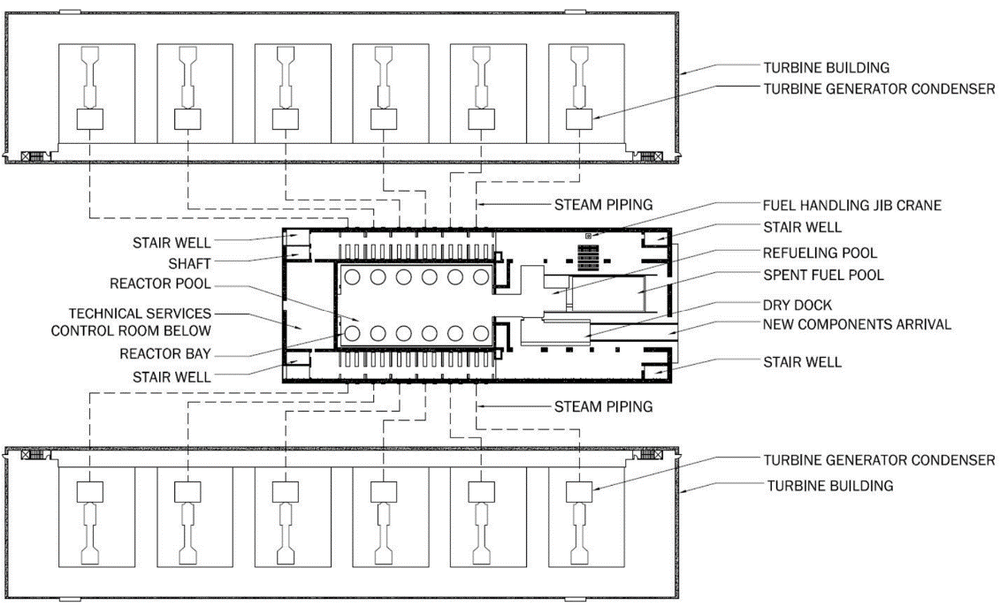 TURBINE BUILDING
TURBINE GENERATOR CONDENSER
STEAM PIPING
FUEL HANDLING JIB CRANE
STAIR WELL
STAIR WELL
REFUELING POOL
SHAFT
SPENT FUEL POOL
REACTOR POOL
DRY DOCK
TECHNICAL SERVICES
CONTROL ROOM BELOW
NEW COMPONENTS ARRIVAL
REACTOR BAY
STAIR WELL
STAIR WELL
STEAM PIPING
TURBINE GENERATOR CONDENSER
TURBINE BUILDING